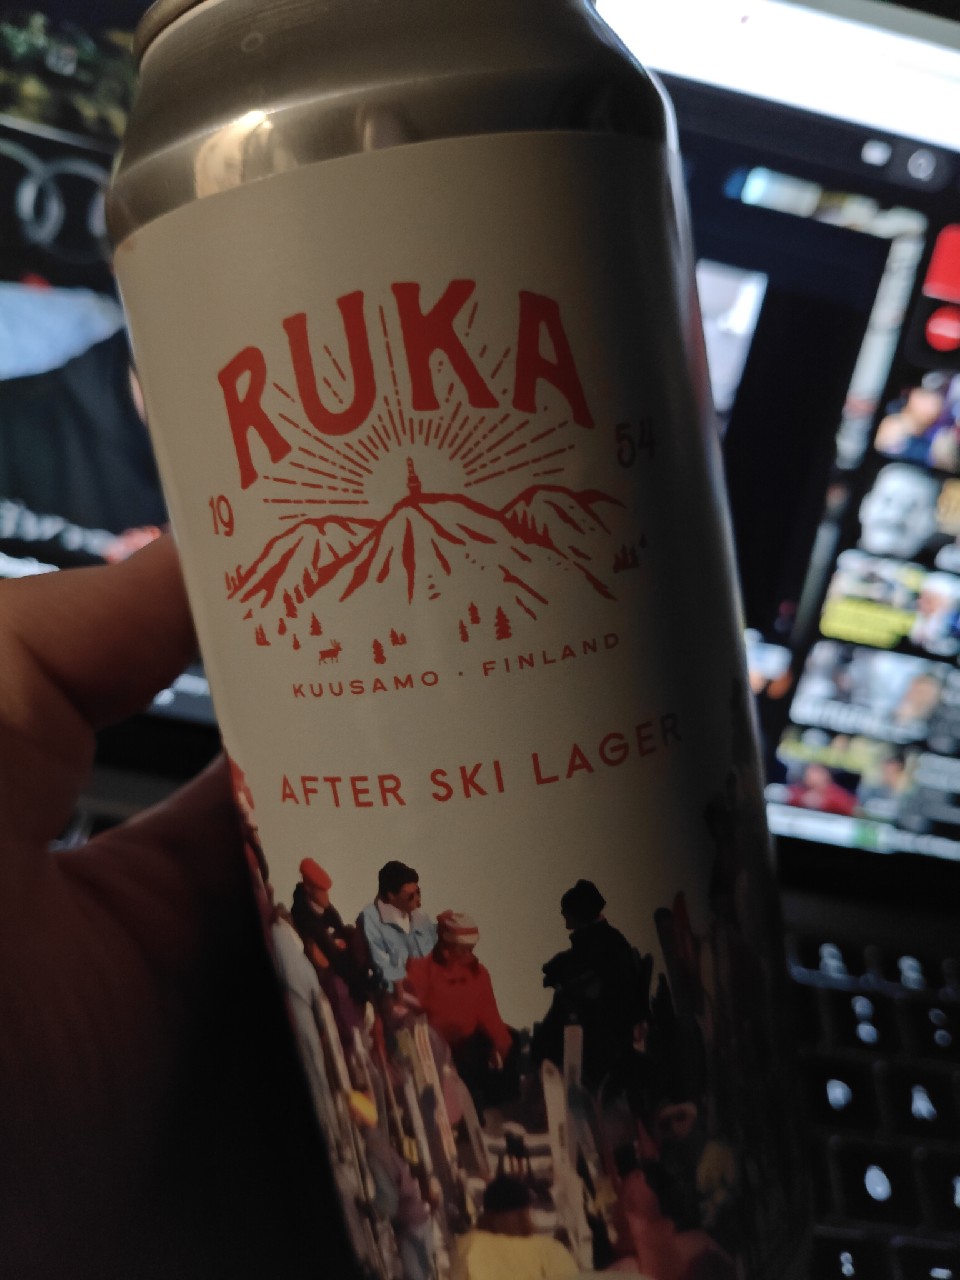 RUKA
19 54
KUUSAMO · FINLAND
AFTER SKI LAGER